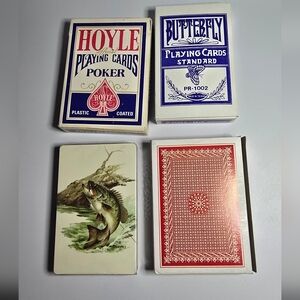 HOYLE
PLAYING CARDS
POKER
HOYLE
PLASTIC COATED
BUTTERFLY
PLAYING CARDS
STANDARD
PR-1002